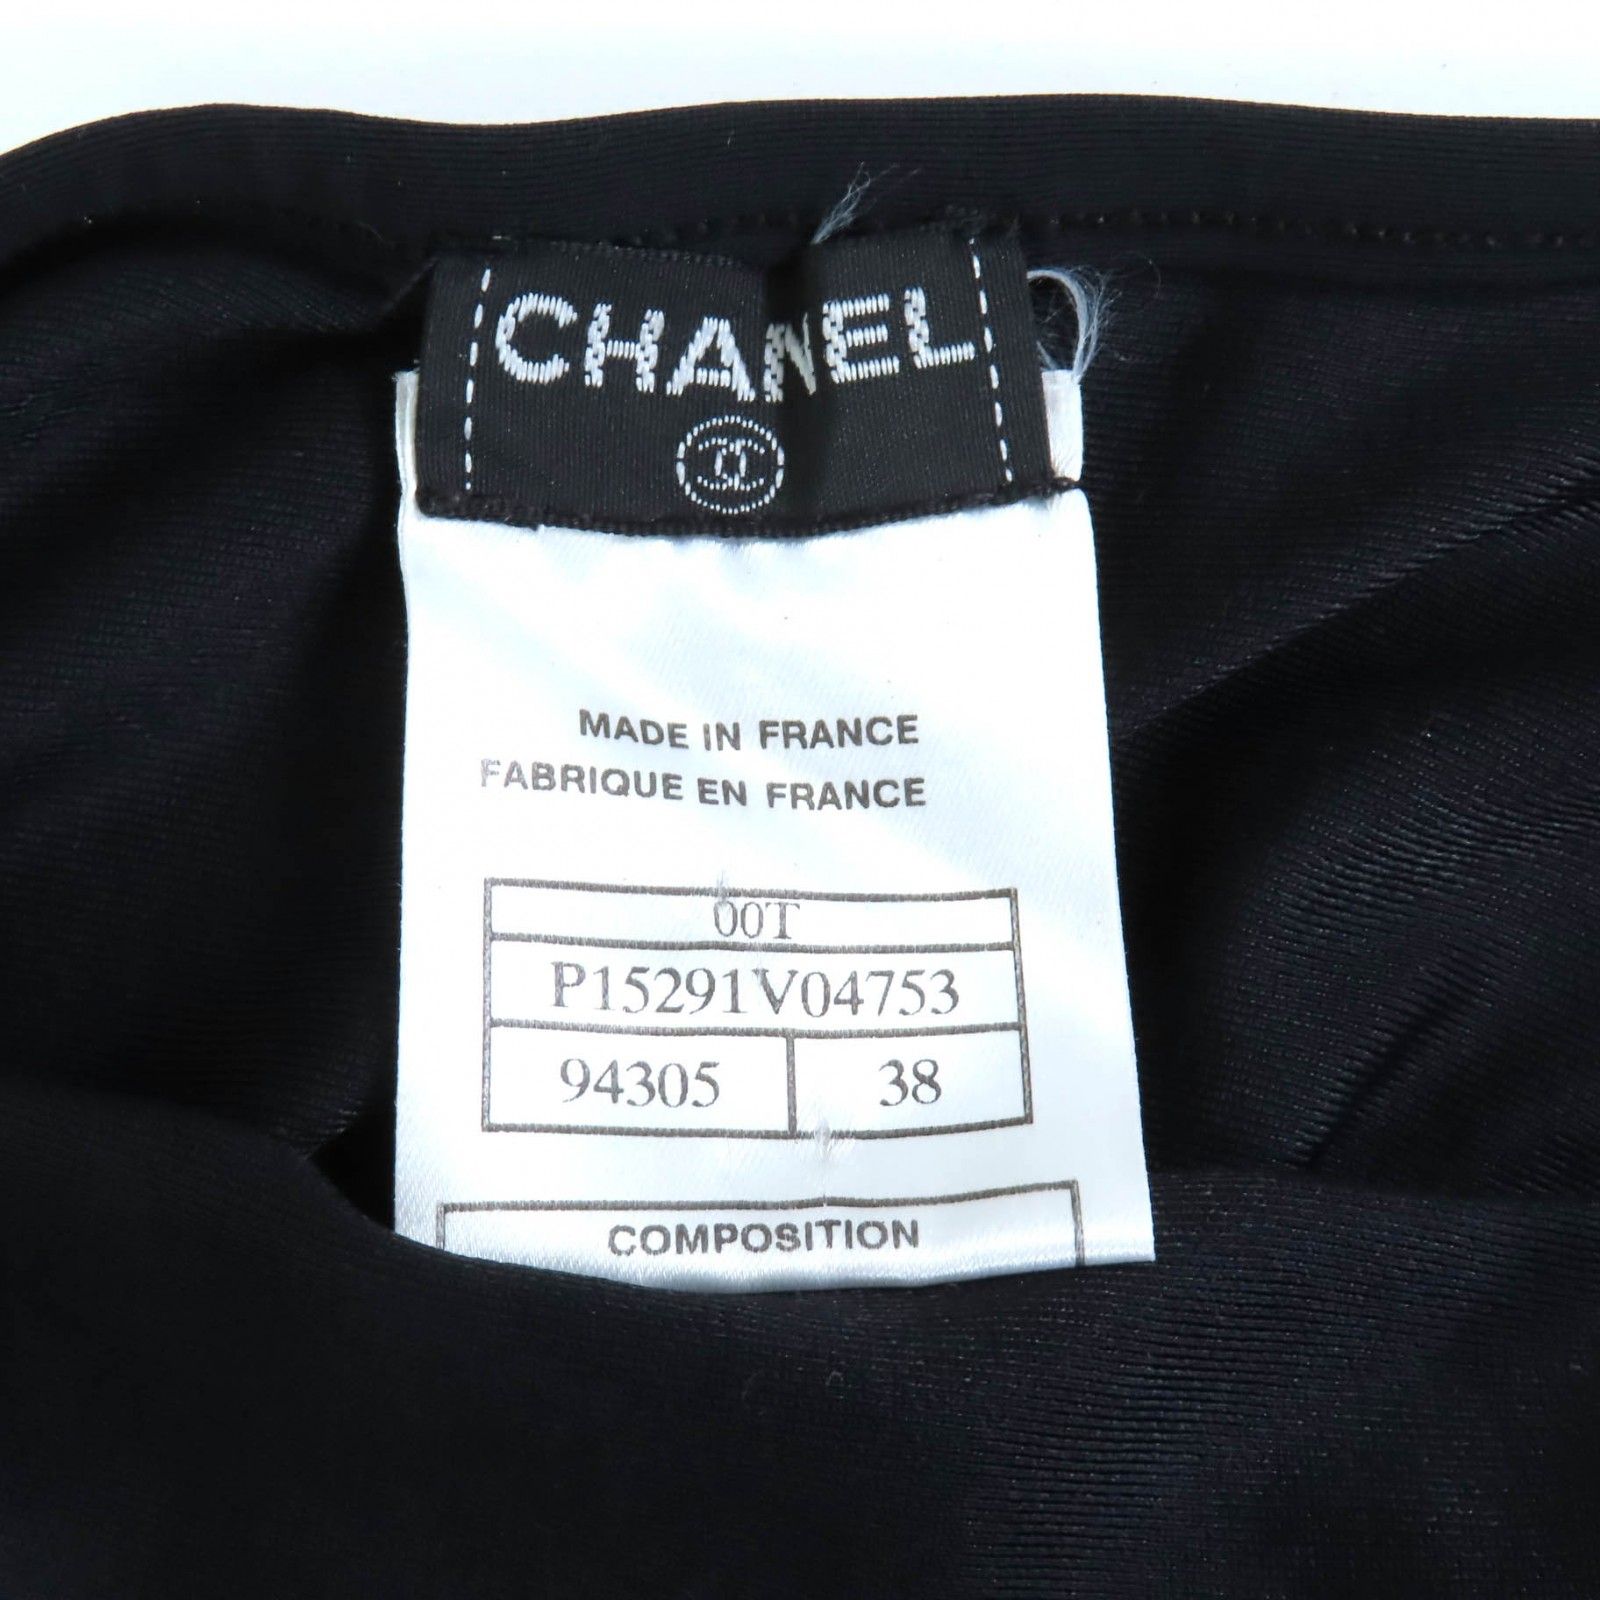 CHANEL
MADE IN FRANCE
FABRIQUE EN FRANCE
00T
P15291V04753
94305 38
COMPOSITION